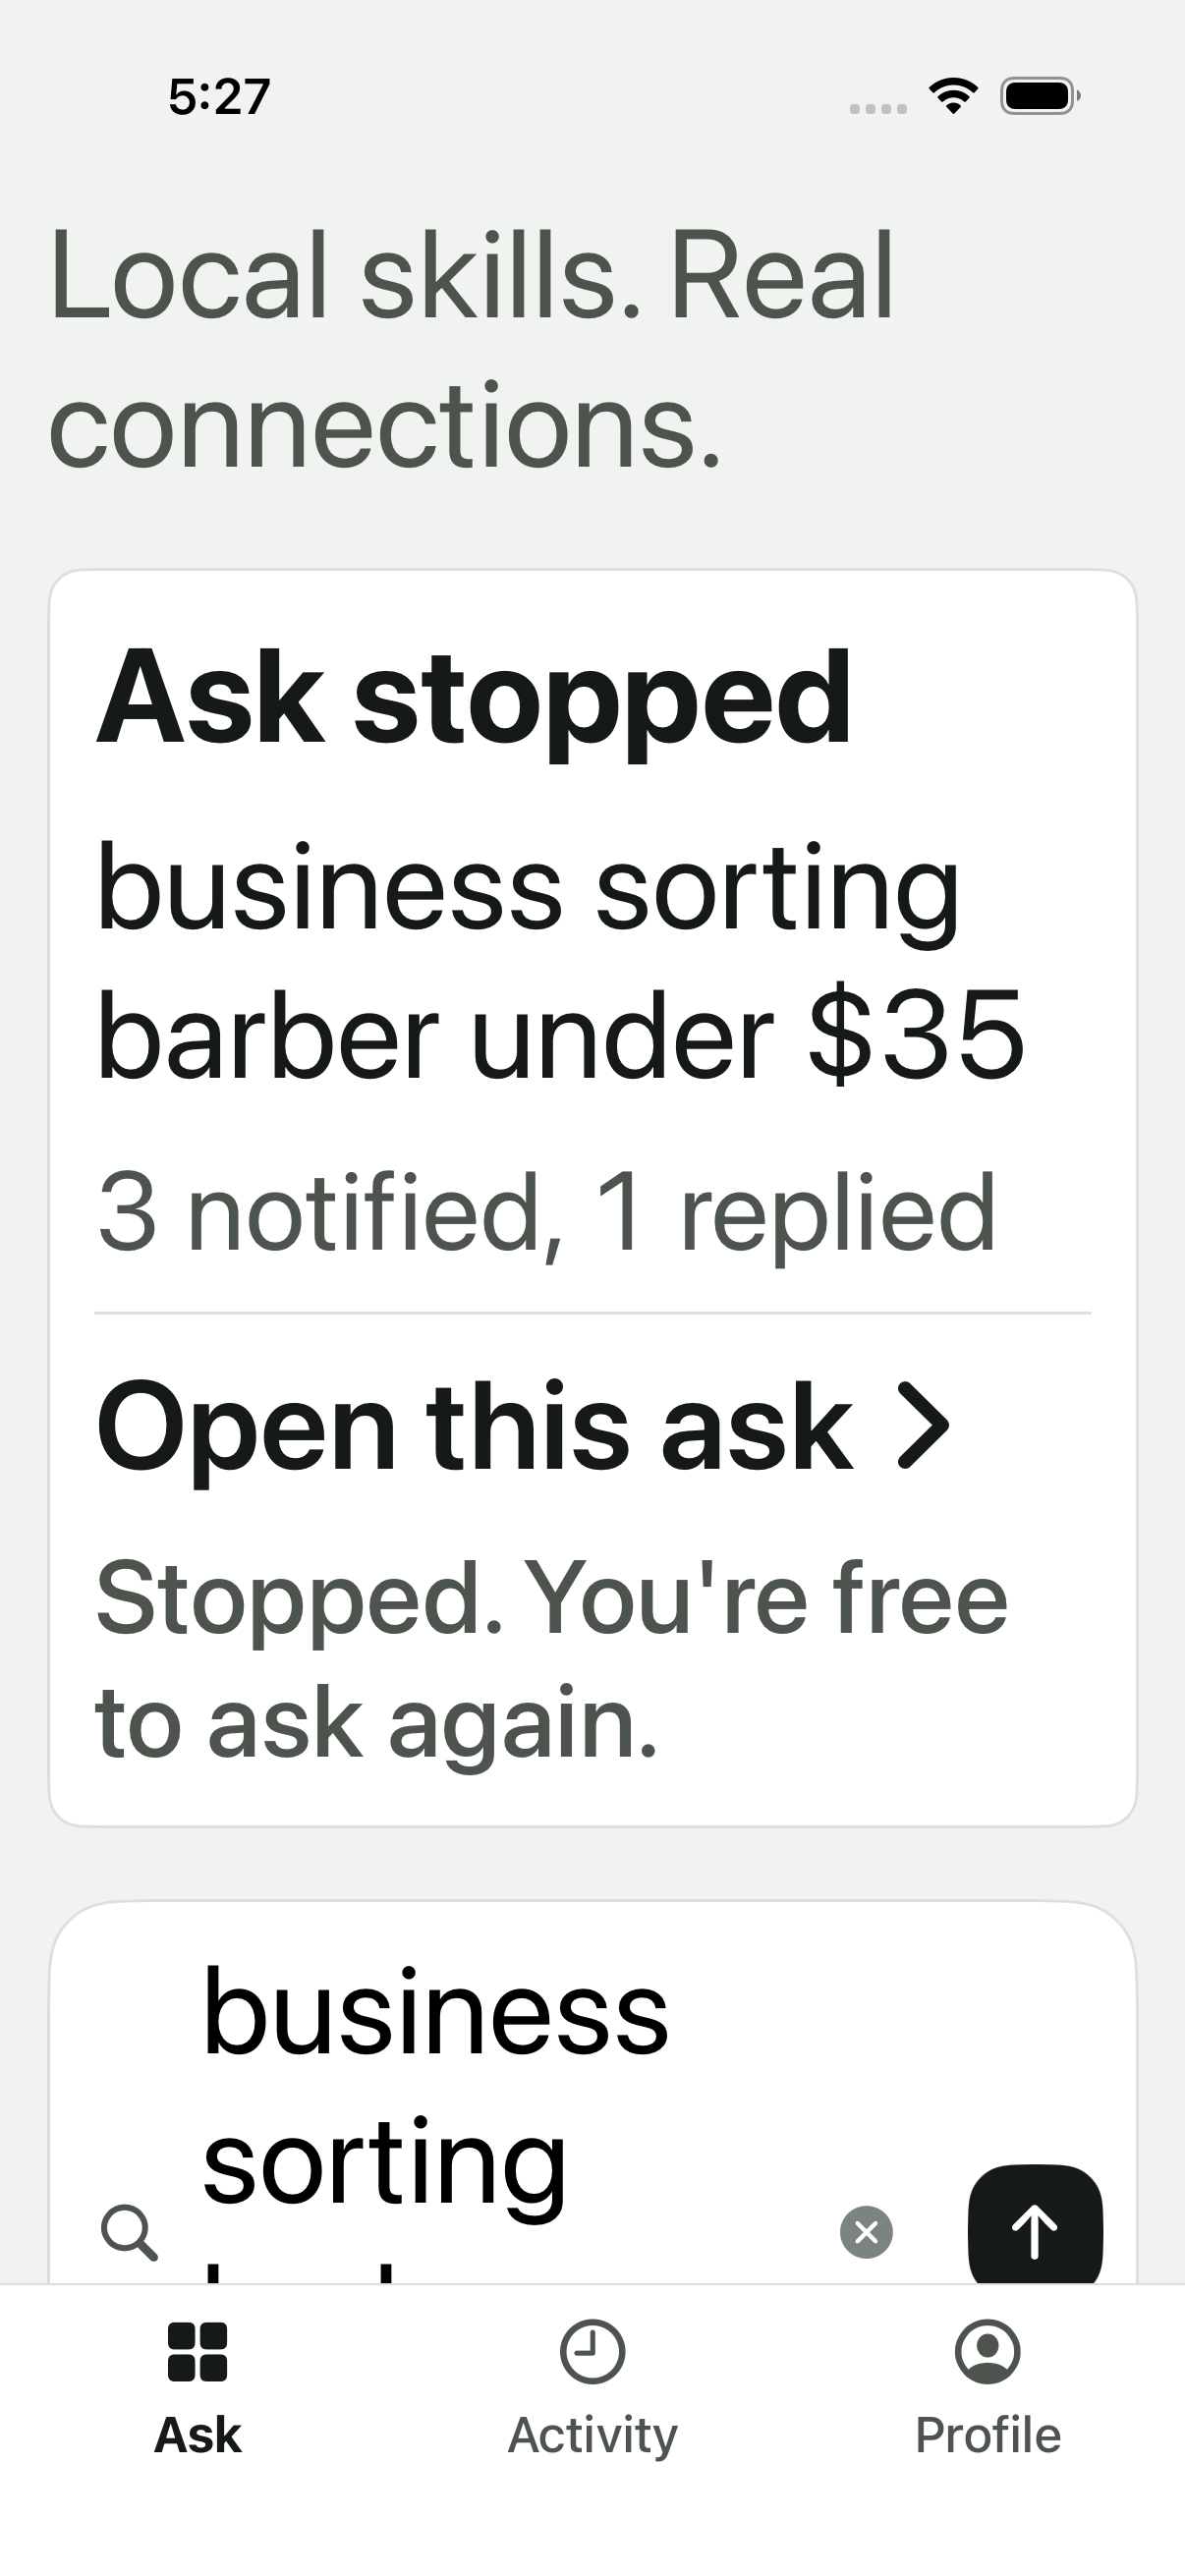 5:27
Local skills. Real
connections.
Ask stopped
business sorting
barber under $35
3 notified, 1 replied
Open this ask
Stopped. You're free
to ask again.
business
sorting
Ask
Activity
Profile